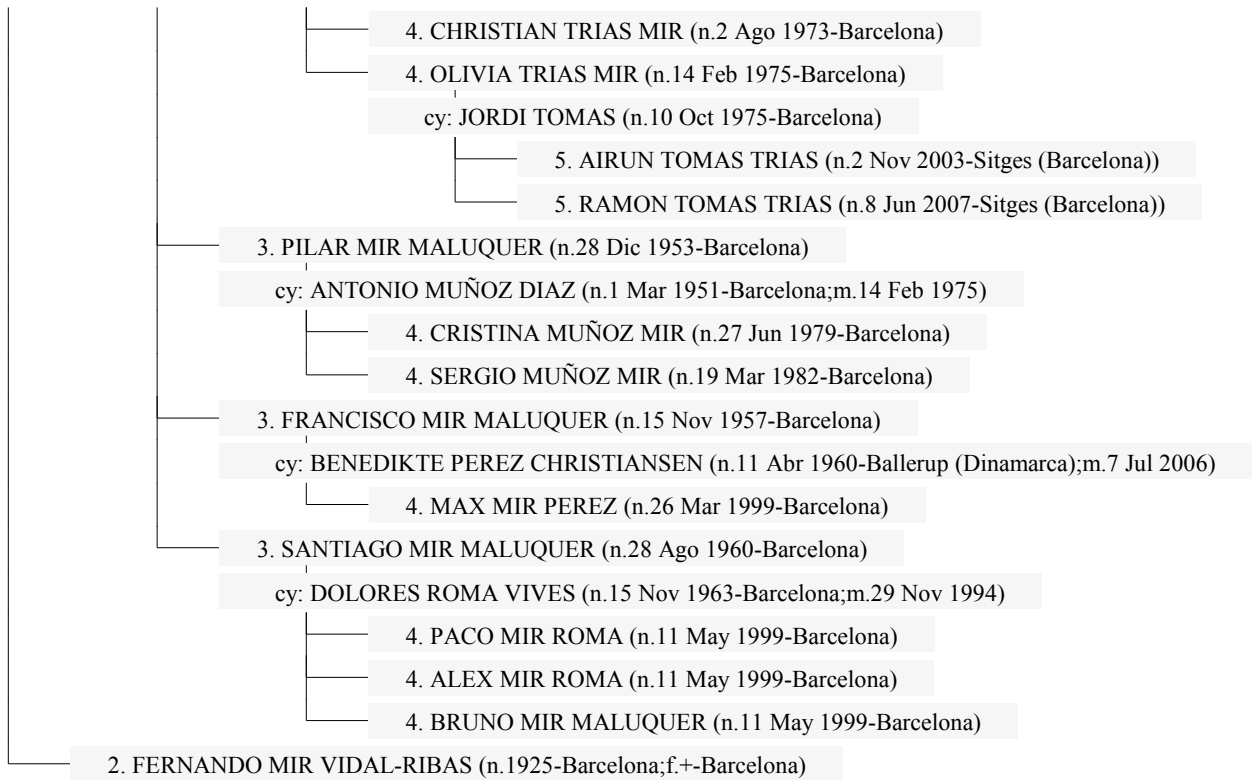 4. CHRISTIAN TRIAS MIR (n.2 Ago 1973-Barcelona)
4. OLIVIA TRIAS MIR (n.14 Feb 1975-Barcelona)
cy: JORDI TOMAS (n.10 Oct 1975-Barcelona)
5. AIRUN TOMAS TRIAS (n.2 Nov 2003-Sitges (Barcelona))
5. RAMON TOMAS TRIAS (n.8 Jun 2007-Sitges (Barcelona))
3. PILAR MIR MALUQUER (n.28 Dic 1953-Barcelona)
cy: ANTONIO MUÑOZ DIAZ (n.1 Mar 1951-Barcelona;m.14 Feb 1975)
4. CRISTINA MUÑOZ MIR (n.27 Jun 1979-Barcelona)
4. SERGIO MUÑOZ MIR (n.19 Mar 1982-Barcelona)
3. FRANCISCO MIR MALUQUER (n.15 Nov 1957-Barcelona)
cy: BENEDIKTE PEREZ CHRISTIANSEN (n.11 Abr 1960-Ballerup (Dinamarca);m.7 Jul 2006)
4. MAX MIR PEREZ (n.26 Mar 1999-Barcelona)
3. SANTIAGO MIR MALUQUER (n.28 Ago 1960-Barcelona)
cy: DOLORES ROMA VIVES (n.15 Nov 1963-Barcelona;m.29 Nov 1994)
4. PACO MIR ROMA (n.11 May 1999-Barcelona)
4. ALEX MIR ROMA (n.11 May 1999-Barcelona)
4. BRUNO MIR MALUQUER (n.11 May 1999-Barcelona)
2. FERNANDO MIR VIDAL-RIBAS (n.1925-Barcelona;f.+-Barcelona)